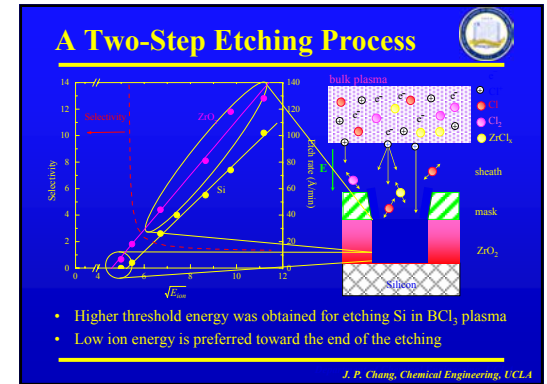 A Two-Step Etching Process
14
12
10
8
6
4
2
0
Selectivity
Selectivity
ZrO
Si
140
120
100
80
60
40
20
0
Etch rate (Å/min)
0 4 6 8 10 12
√E_ion
bulk plasma
e-
Cl
Cl2
ZrClx
E
sheath
mask
ZrO2
Silicon
• Higher threshold energy was obtained for etching Si in BCl3 plasma
• Low ion energy is preferred toward the end of the etching
J. P. Chang, Chemical Engineering, UCLA